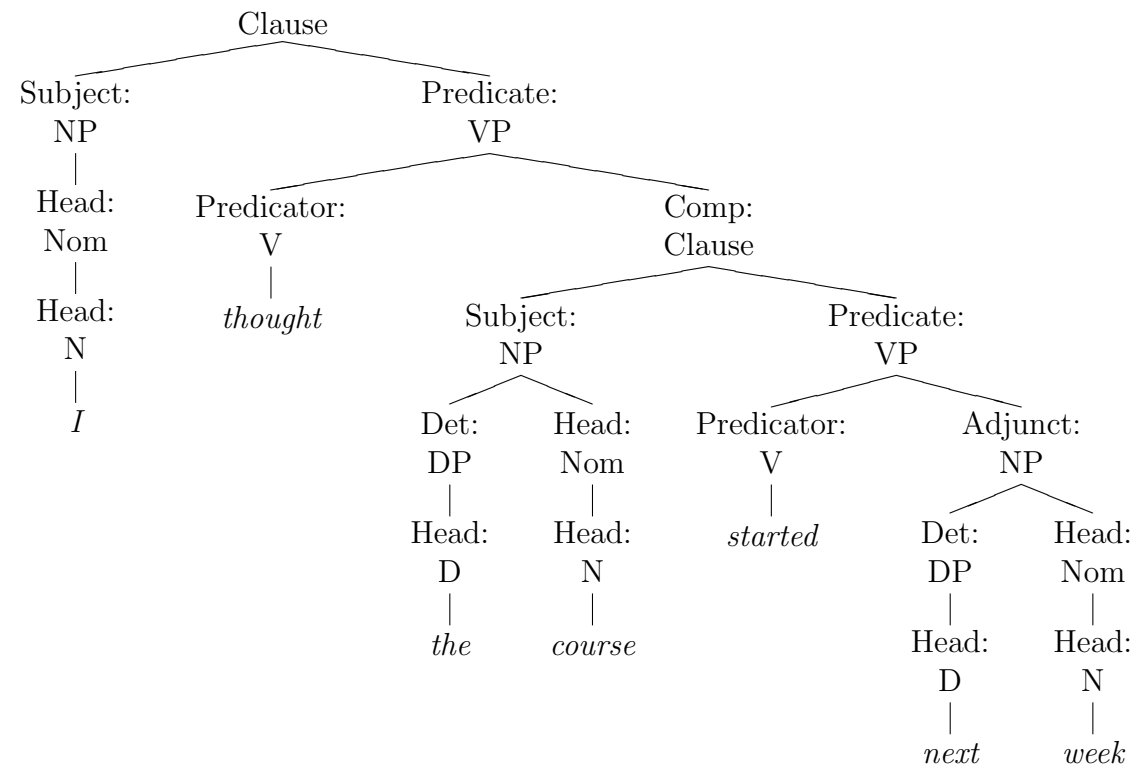 Clause
Subject: Predicate:
NP VP
Head: Predicator: Comp:
Nom V Clause
Head: thought Subject: Predicate:
N NP VP
I Det: Head: Predicator: Adjunct:
DP Nom V NP
Head: Head: started Det: Head:
D N DP Nom
the course Head: Head:
D N
next week